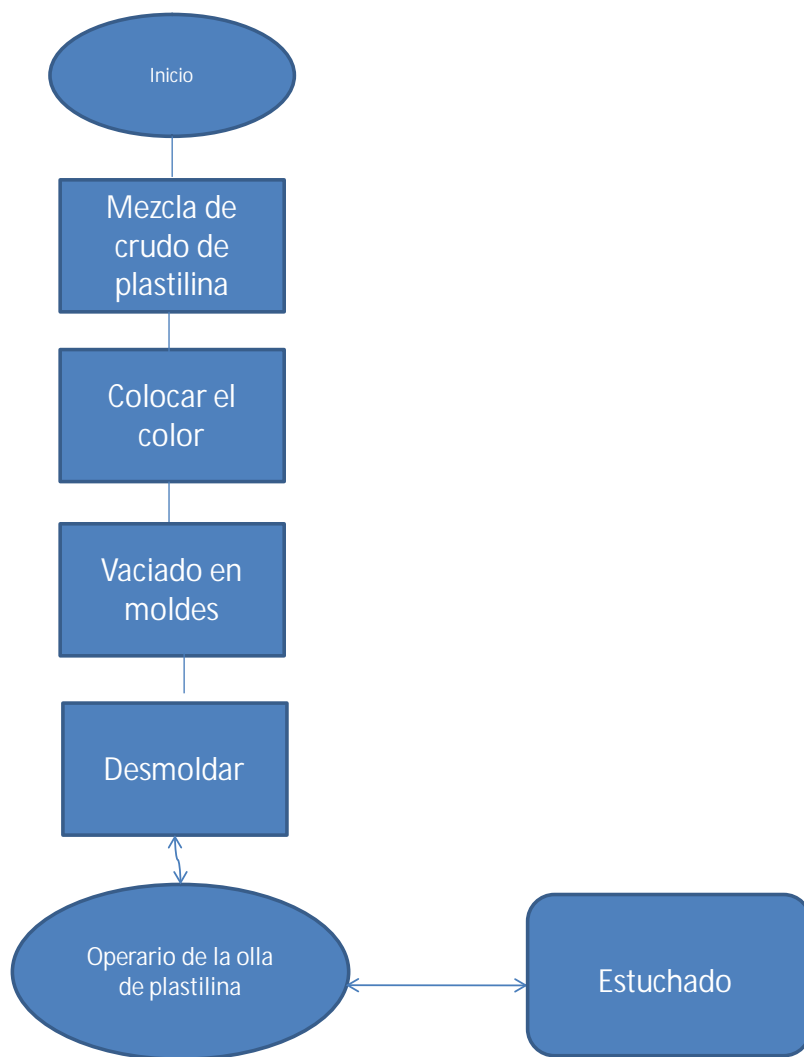 Inicio
Mezcla de
crudo de
plastilina
Colocar el
color
Vaciado en
moldes
Desmoldar
Operario de la olla
de plastilina
Estuchado